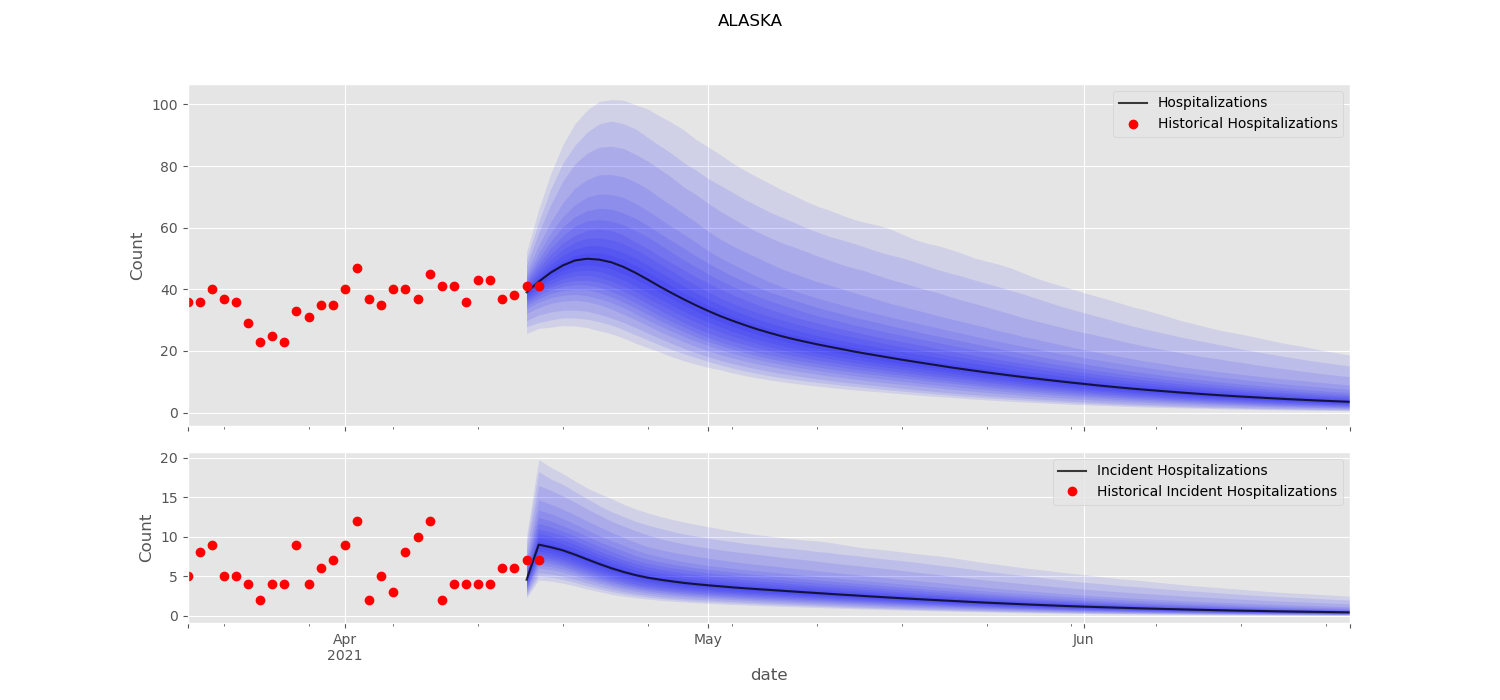 ALASKA
100
80
60
40
20
0
Count
Hospitalizations
Historical Hospitalizations
20
15
10
5
0
Count
Incident Hospitalizations
Historical Incident Hospitalizations
Apr
2021
May
Jun
date